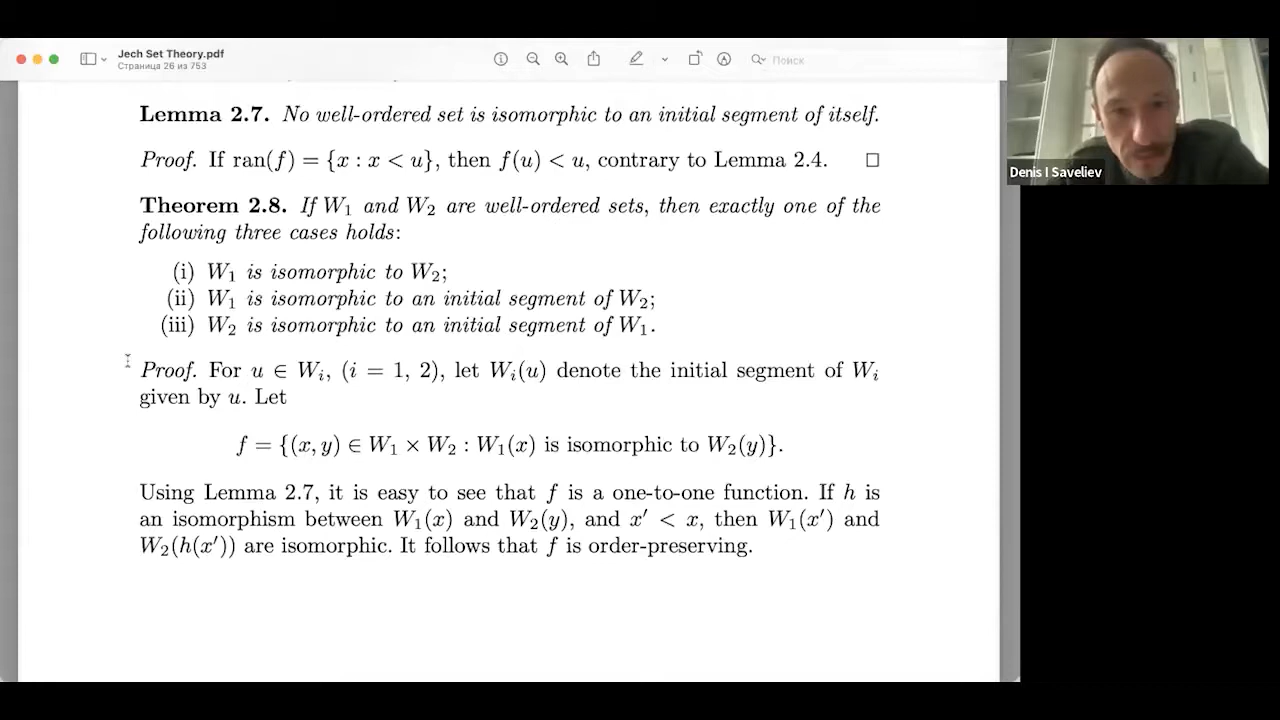 Jech Set Theory.pdf
Страница 26 из 753
Поиск
Denis I Saveliev
Lemma 2.7. No well-ordered set is isomorphic to an initial segment of itself.
Proof. If ran(f) = {x : x < u}, then f(u) < u, contrary to Lemma 2.4. □
Theorem 2.8. If W₁ and W₂ are well-ordered sets, then exactly one of the
following three cases holds:
(i) W₁ is isomorphic to W₂;
(ii) W₁ is isomorphic to an initial segment of W₂;
(iii) W₂ is isomorphic to an initial segment of W₁.
Proof. For u ∈ Wᵢ, (i = 1, 2), let Wᵢ(u) denote the initial segment of Wᵢ
given by u. Let
f = {(x, y) ∈ W₁ × W₂ : W₁(x) is isomorphic to W₂(y)}.
Using Lemma 2.7, it is easy to see that f is a one-to-one function. If h is
an isomorphism between W₁(x) and W₂(y), and x′ < x, then W₁(x′) and
W₂(h(x′)) are isomorphic. It follows that f is order-preserving.